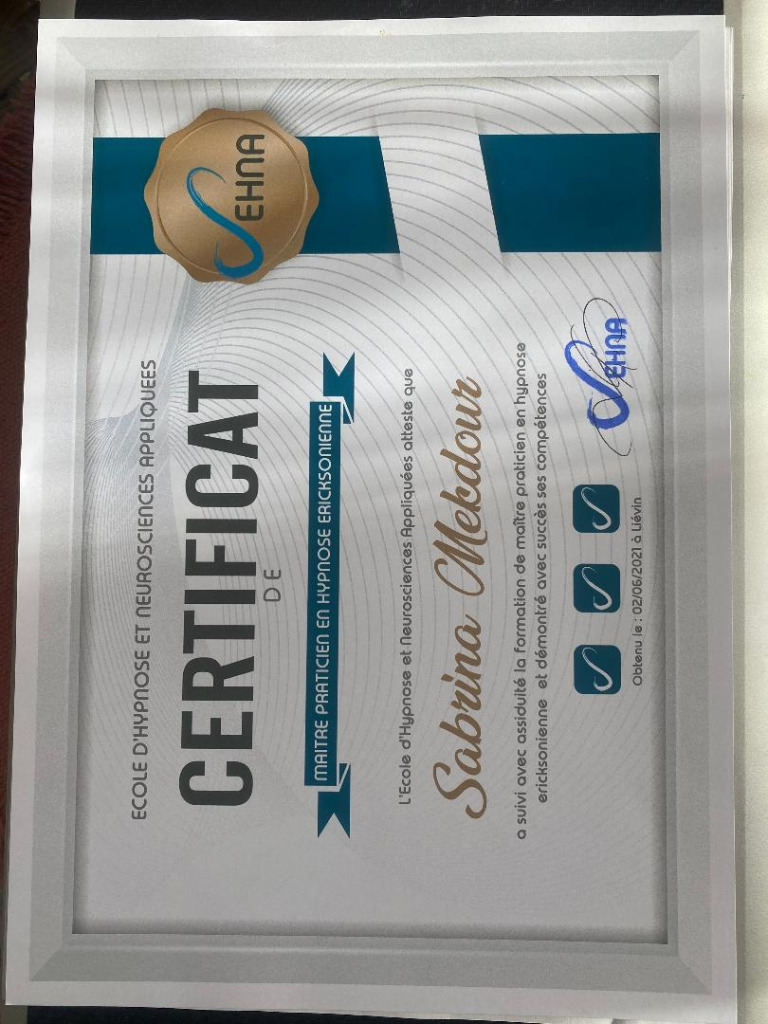 ECOLE D'HYPNOSE ET NEUROSCIENCES APPLIQUEES
CERTIFICAT
DE
MAITRE PRATICIEN EN HYPNOSE ERICKSONIENNE
L'Ecole d'Hypnose et Neurosciences Appliquées atteste que
Sabrina Mekdour
a suivi avec assiduité la formation de maître praticien en hypnose
ericksonienne et démontré avec succès ses compétences
Obtenu le : 02/06/2021 à Liévin
EHNA
EHNA